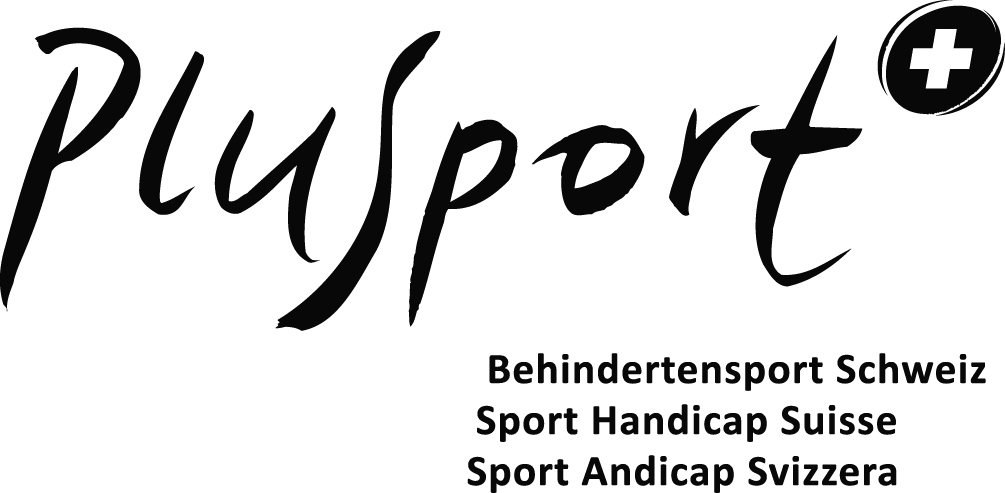 PluSport
Behindertensport Schweiz
Sport Handicap Suisse
Sport Andicap Svizzera